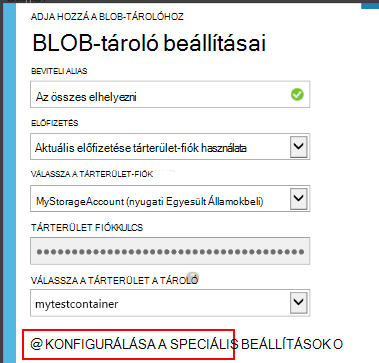 ADJA HOZZÁ A BLOB-TÁROLÓHOZ
BLOB-tároló beállításai
BEVITELI ALIAS
Az összes elhelyezni
ELŐFIZETÉS
Aktuális előfizetése tárterület-fiók használata
VÁLASSZA A TÁRTERÜLET-FIÓK
MyStorageAccount (nyugati Egyesült Államokbeli)
TÁRTERÜLET FIÓKKULCS
VÁLASSZA A TÁRTERÜLET A TÁROLÓ
mytestcontainer
@ KONFIGURÁLÁSA A SPECIÁLIS BEÁLLÍTÁSOK O